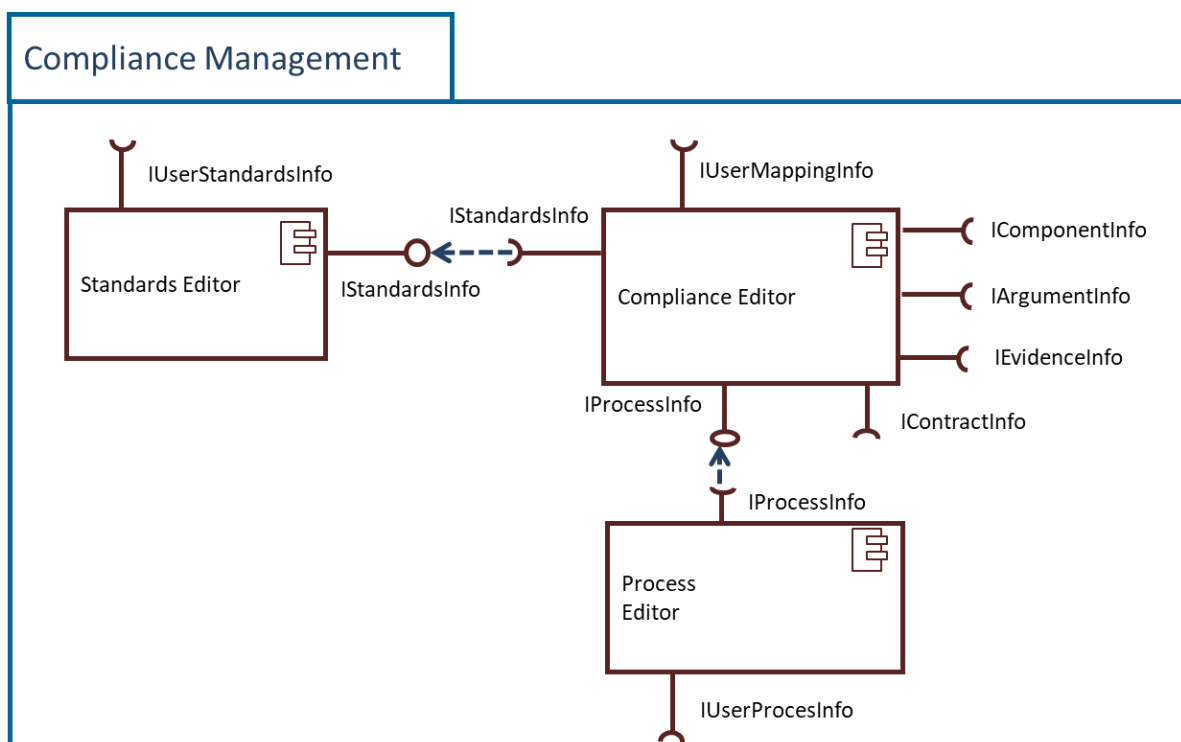 Compliance Management
IUserStandardsInfo
IUserMappingInfo
IStandardsInfo
IComponentInfo
Standards Editor
IStandardsInfo
Compliance Editor
IArgumentInfo
IEvidenceInfo
IProcessInfo
IContractInfo
IProcessInfo
Process
Editor
IUserProcesInfo